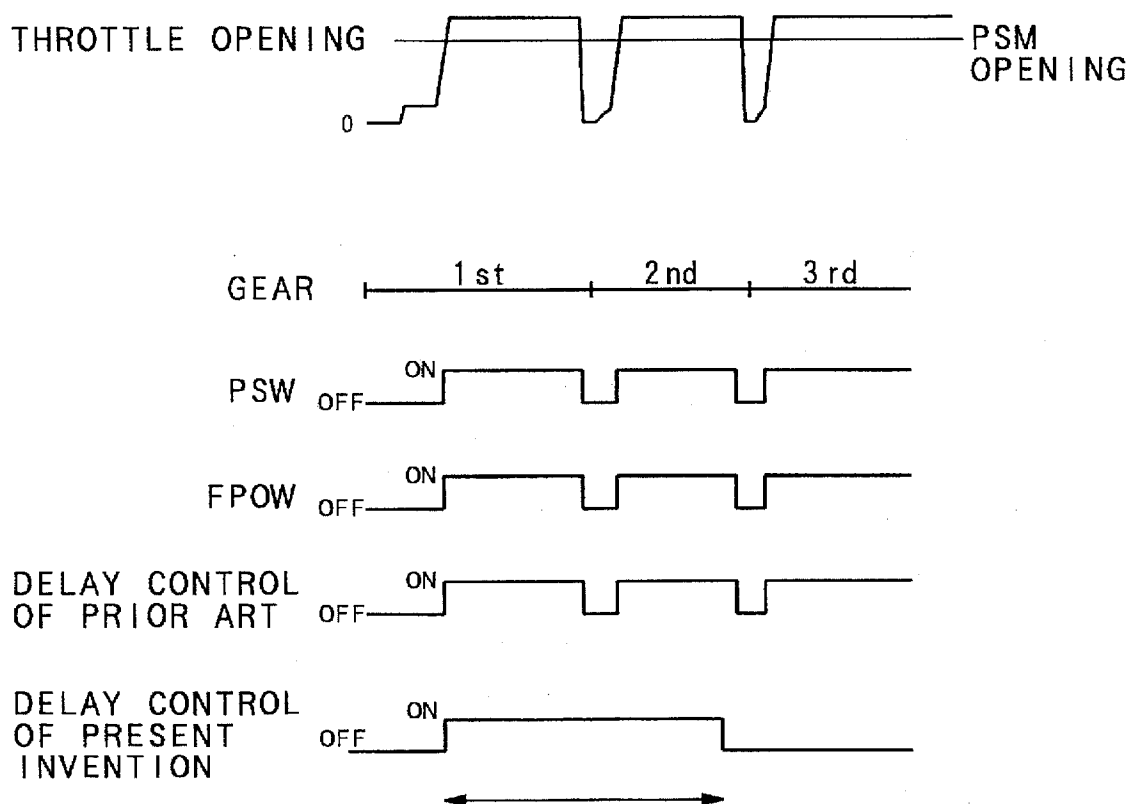 THROTTLE OPENING
PSM
OPENING
0
GEAR
1st
2nd
3rd
PSW
ON
OFF
FPOW
ON
OFF
DELAY CONTROL
OF PRIOR ART
ON
OFF
DELAY CONTROL
OF PRESENT
INVENTION
ON
OFF